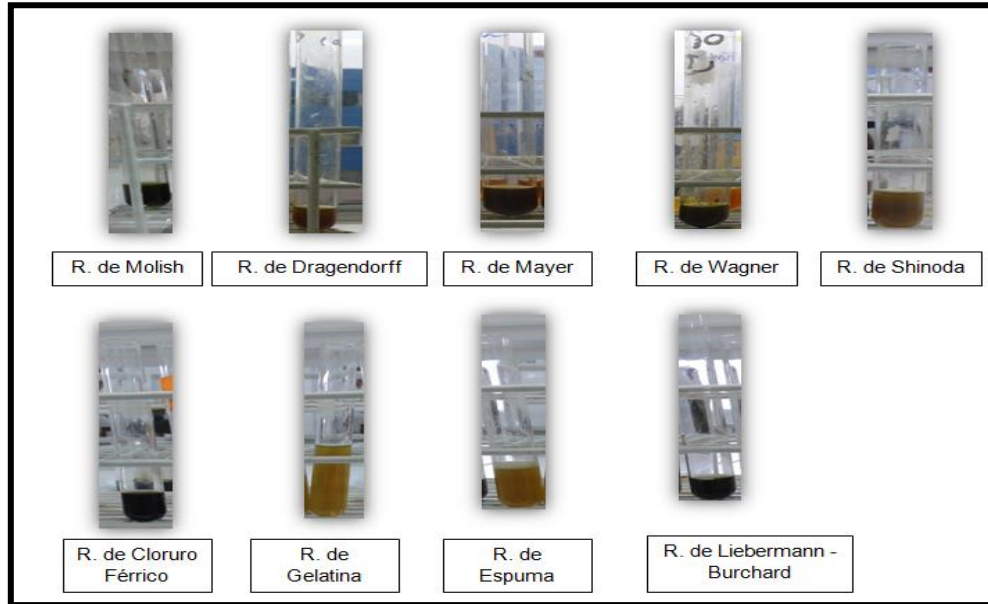 30
R. de Molish
R. de Dragendorff
R. de Mayer
R. de Wagner
R. de Shinoda
R. de Cloruro
Férrico
R. de
Gelatina
R. de
Espuma
R. de Liebermann -
Burchard